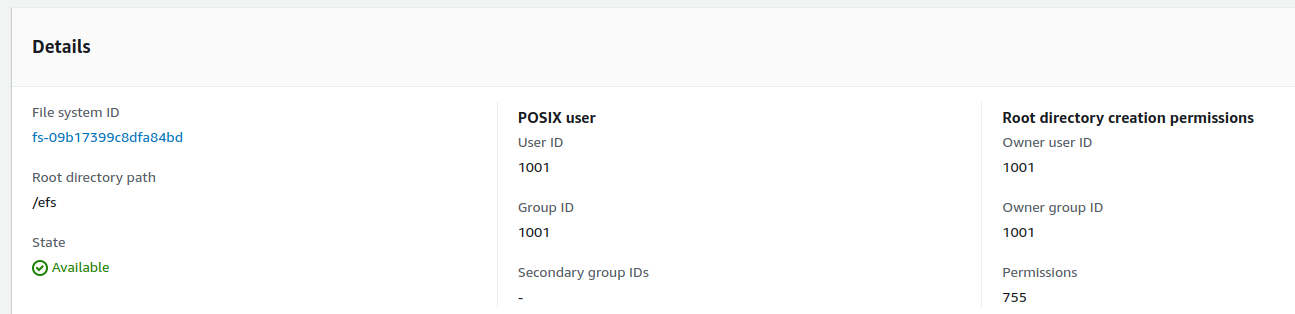 Details
File system ID
fs-09b17399c8dfa84bd
Root directory path
/efs
State
Available
POSIX user
User ID
1001
Group ID
1001
Secondary group IDs
-
Root directory creation permissions
Owner user ID
1001
Owner group ID
1001
Permissions
755